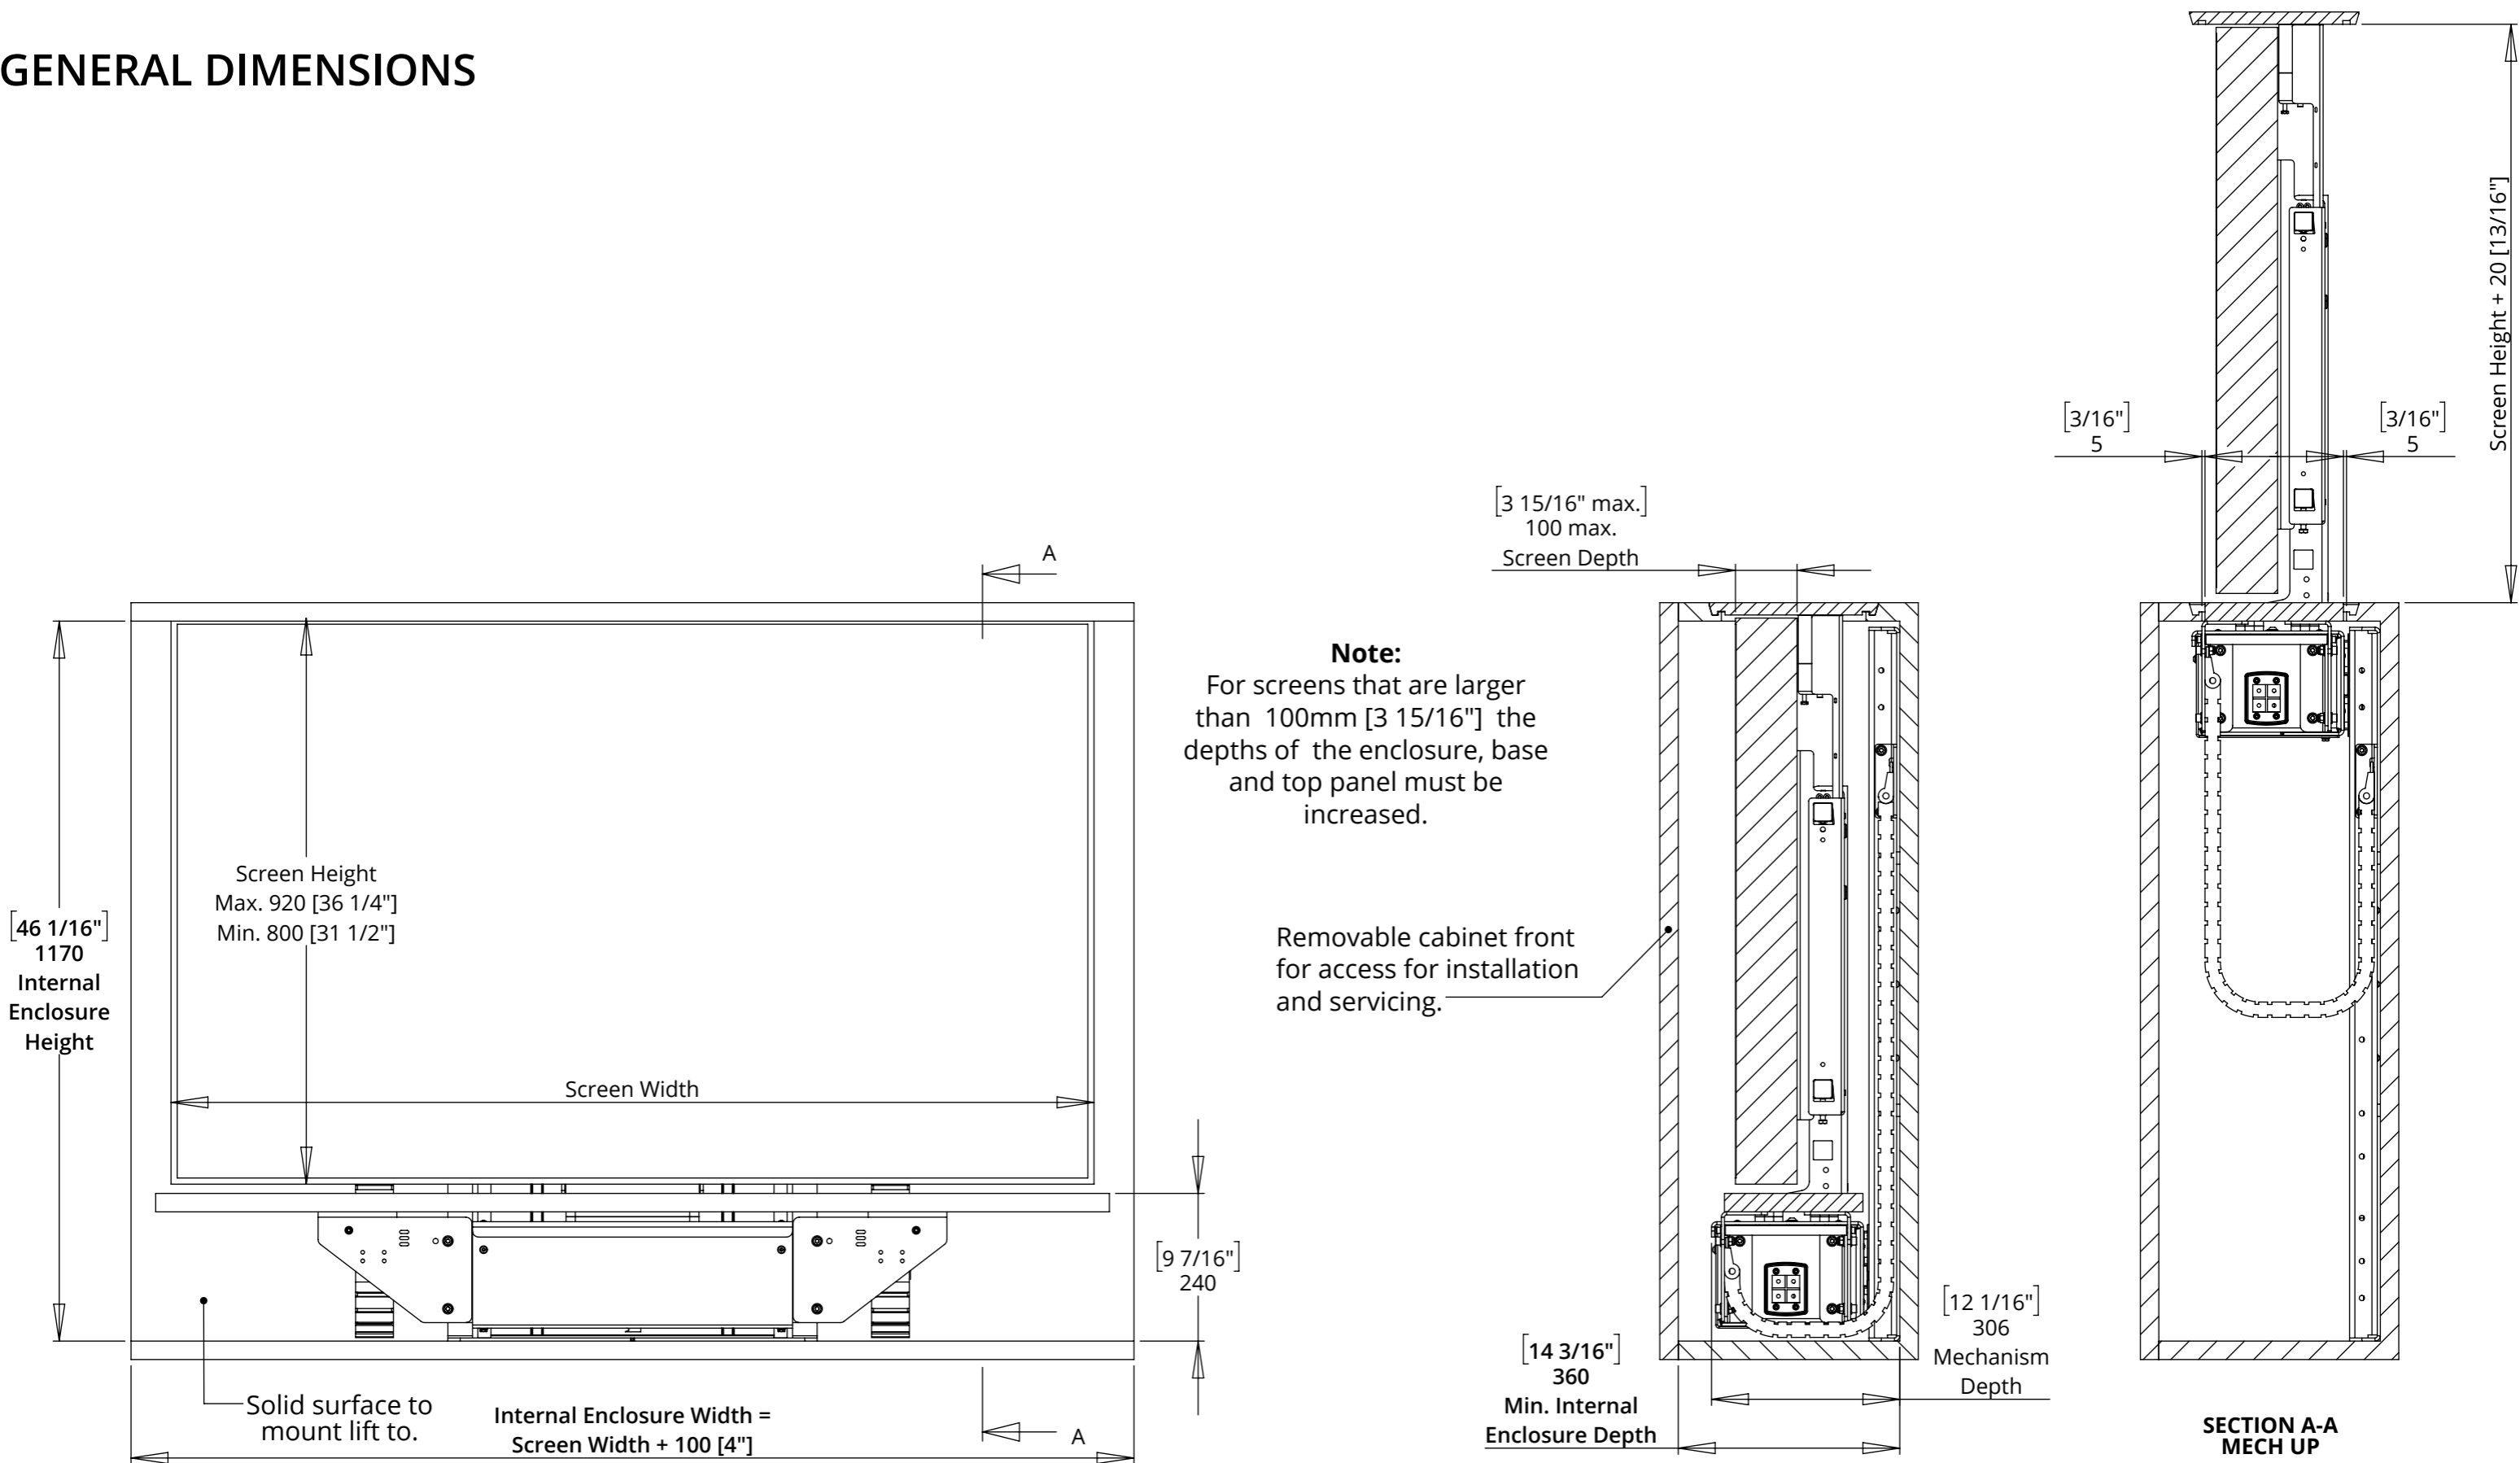 GENERAL DIMENSIONS
Screen Height + 20 [13/16"]
[3/16"]
5
[3/16"]
5
[3 15/16" max.]
100 max.
Screen Depth
A
Note:
For screens that are larger
than 100mm [3 15/16"] the
depths of the enclosure, base
and top panel must be
increased.
Screen Height
Max. 920 [36 1/4"]
Min. 800 [31 1/2"]
[46 1/16"]
1170
Internal
Enclosure
Height
Removable cabinet front
for access for installation
and servicing.
Screen Width
[9 7/16"]
240
[12 1/16"]
306
Mechanism
Depth
[14 3/16"]
360
Min. Internal
Enclosure Depth
Solid surface to
mount lift to.
Internal Enclosure Width =
Screen Width + 100 [4"]
A
SECTION A-A
MECH UP